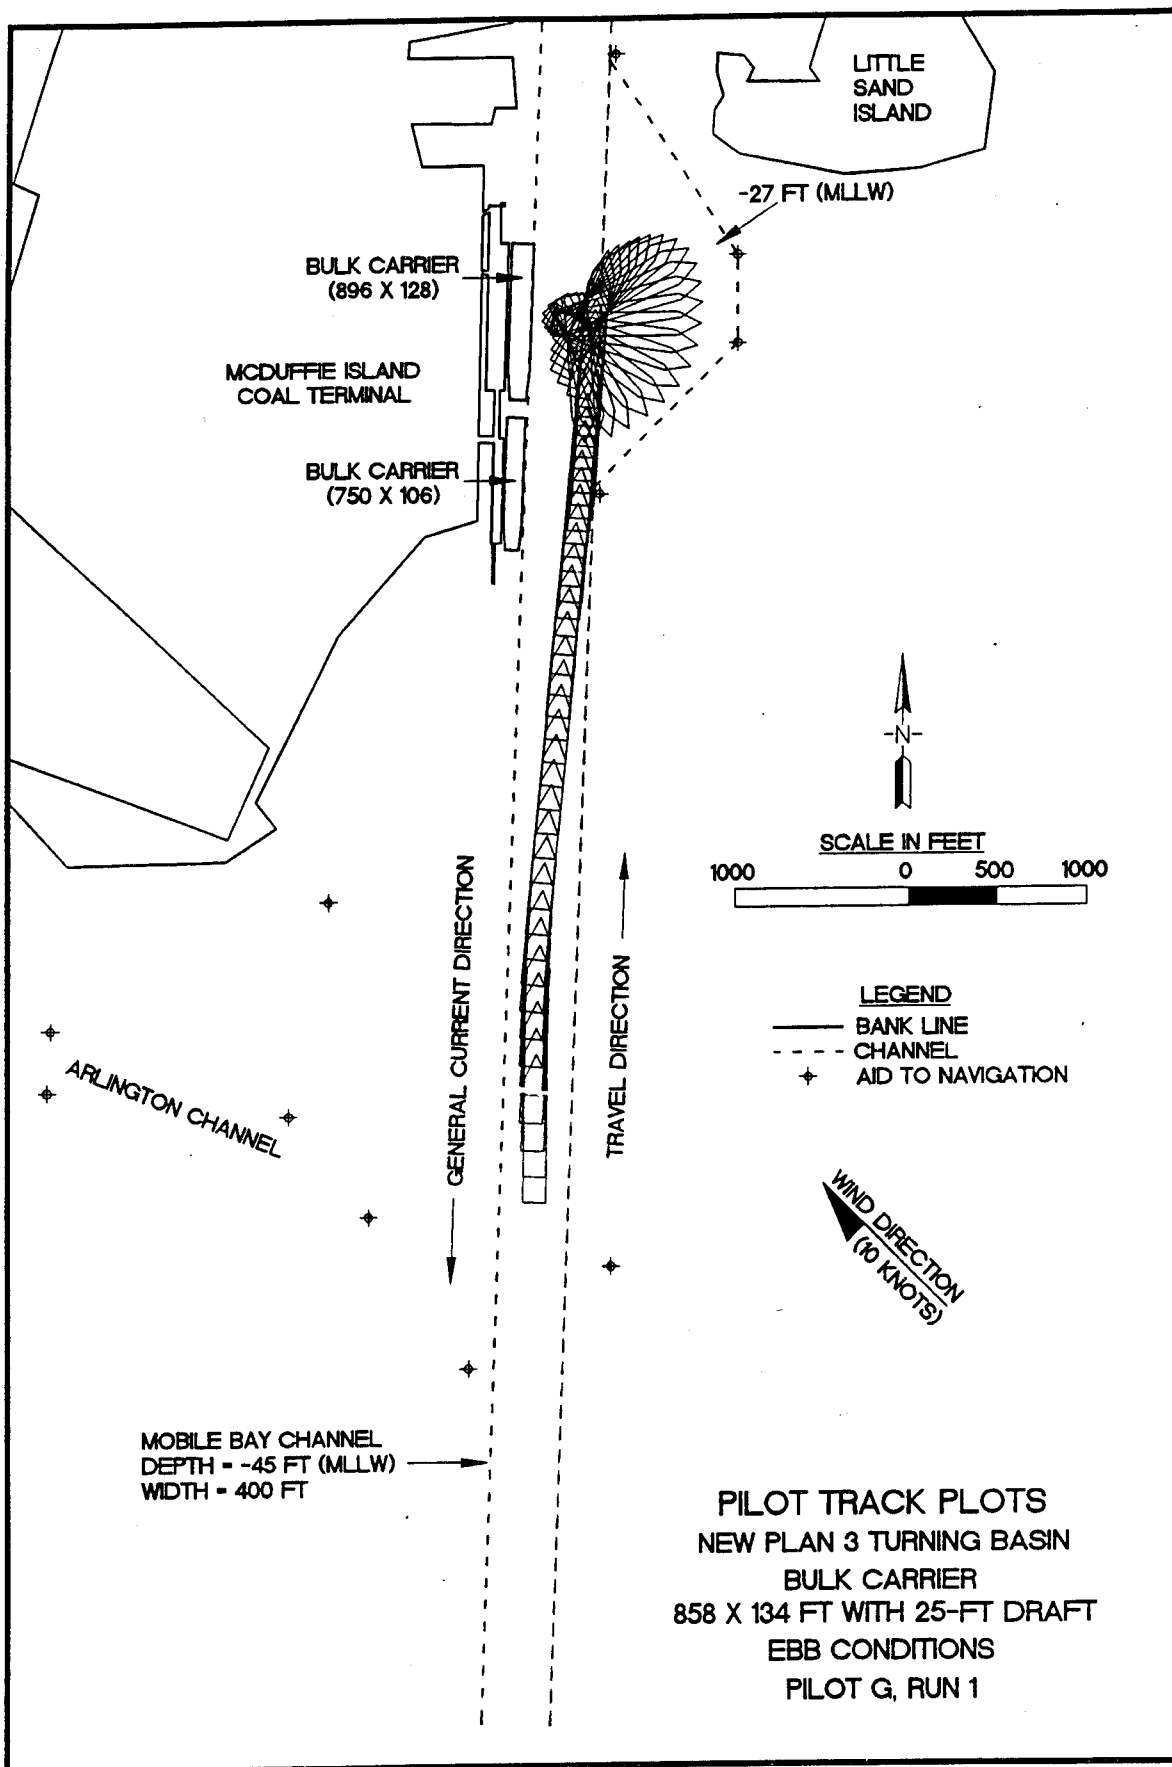 LITTLE
SAND
ISLAND
-27 FT (MLLW)
BULK CARRIER
(896 X 128)
MCDUFFIE ISLAND
COAL TERMINAL
BULK CARRIER
(750 X 106)
-N-
SCALE IN FEET
1000 0 500 1000
GENERAL CURRENT DIRECTION
TRAVEL DIRECTION
LEGEND
BANK LINE
CHANNEL
AID TO NAVIGATION
ARLINGTON CHANNEL
WIND DIRECTION
(10 KNOTS)
MOBILE BAY CHANNEL
DEPTH = -45 FT (MLLW)
WIDTH = 400 FT
PILOT TRACK PLOTS
NEW PLAN 3 TURNING BASIN
BULK CARRIER
858 X 134 FT WITH 25-FT DRAFT
EBB CONDITIONS
PILOT G, RUN 1